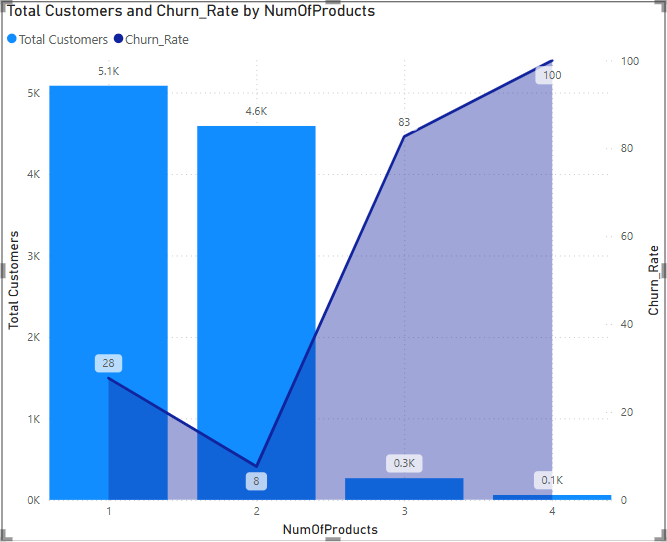 Total Customers and Churn_Rate by NumOfProducts
Total Customers Churn_Rate
5.1K
4.6K
83
100
28
8
0.3K
0.1K
5K
4K
3K
2K
1K
0K
Total Customers
100
80
60
40
20
0
Churn_Rate
1 2 3 4
NumOfProducts